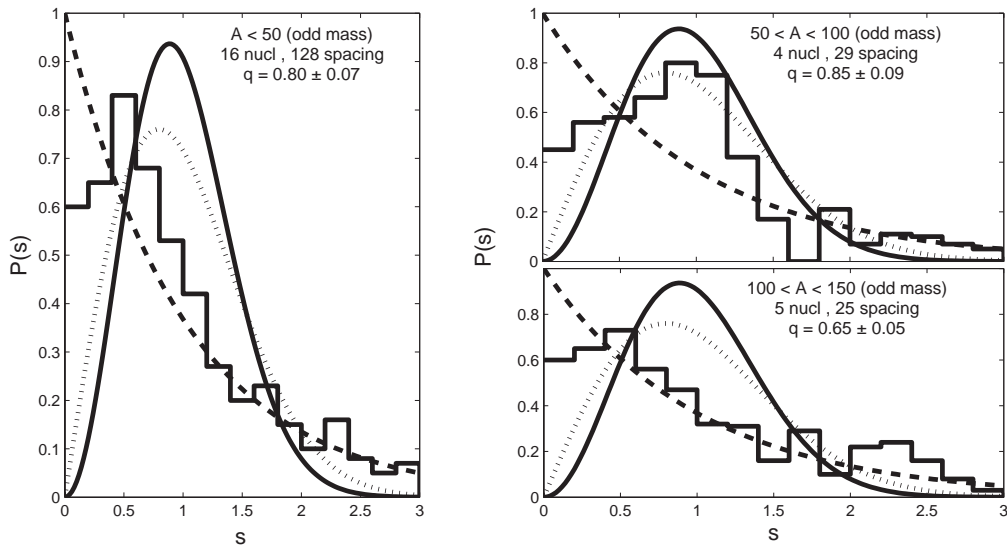 A < 50 (odd mass)
16 nucl , 128 spacing
q = 0.80 ± 0.07
1
0.9
0.8
0.7
0.6
0.5
0.4
0.3
0.2
0.1
0
0 0.5 1 1.5 2 2.5 3
P(s)
s
50 < A < 100 (odd mass)
4 nucl , 29 spacing
q = 0.85 ± 0.09
1
0.8
0.6
0.4
0.2
0
P(s)
100 < A < 150 (odd mass)
5 nucl , 25 spacing
q = 0.65 ± 0.05
0.8
0.6
0.4
0.2
0
0 0.5 1 1.5 2 2.5 3
s